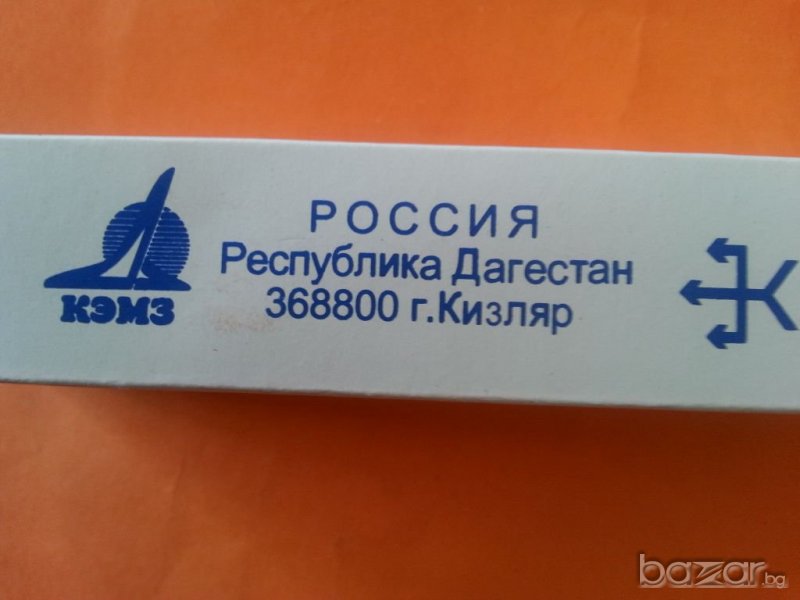 КЭМЗ
РОССИЯ
Республика Дагестан
368800 г.Кизляр
bazar.bg